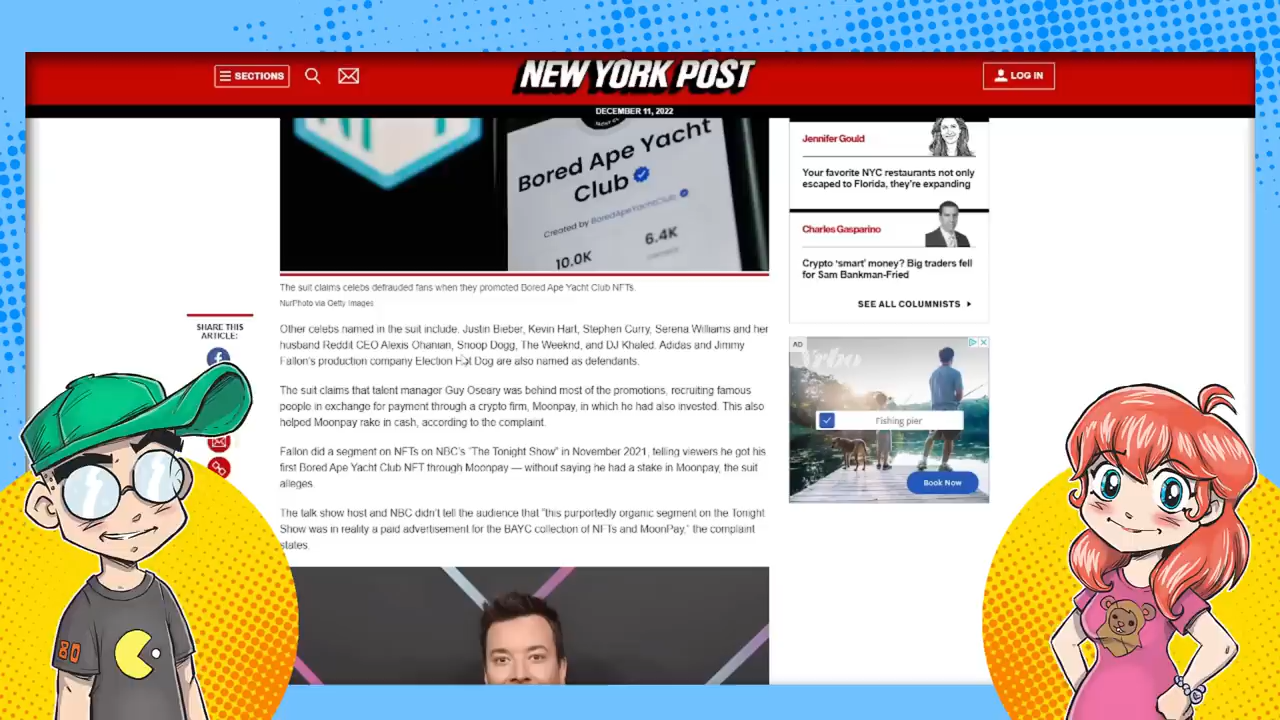 SECTIONS
NEW YORK POST
LOG IN
DECEMBER 11, 2022
Bored Ape Yacht
Club
Created by BoredApeYachtClub
10.0K
6.4K
The suit claims celebs defrauded fans when they promoted Bored Ape Yacht Club NFTs.
NurPhoto via Getty Images
SHARE THIS
ARTICLE:
Other celebs named in the suit include: Justin Bieber, Kevin Hart, Stephen Curry, Serena Williams and her
husband Reddit CEO Alexis Ohanian, Snoop Dogg, The Weeknd, and DJ Khaled. Adidas and Jimmy
Fallon's production company Election Hot Dog are also named as defendants.
The suit claims that talent manager Guy Oseary was behind most of the promotions, recruiting famous
people in exchange for payment through a crypto firm, Moonpay, in which he had also invested. This also
helped Moonpay rake in cash, according to the complaint.
Fallon did a segment on NFTs on NBC's "The Tonight Show" in November 2021, telling viewers he got his
first Bored Ape Yacht Club NFT through Moonpay — without saying he had a stake in Moonpay, the suit
alleges.
The talk show host and NBC didn't tell the audience that "this purportedly organic segment on the Tonight
Show was in reality a paid advertisement for the BAYC collection of NFTs and MoonPay," the complaint
states.
Jennifer Gould
Your favorite NYC restaurants not only
escaped to Florida, they're expanding
Charles Gasparino
Crypto 'smart' money? Big traders fell
for Sam Bankman-Fried
SEE ALL COLUMNISTS
AD
Vrbo
Fishing pier
Book Now
80